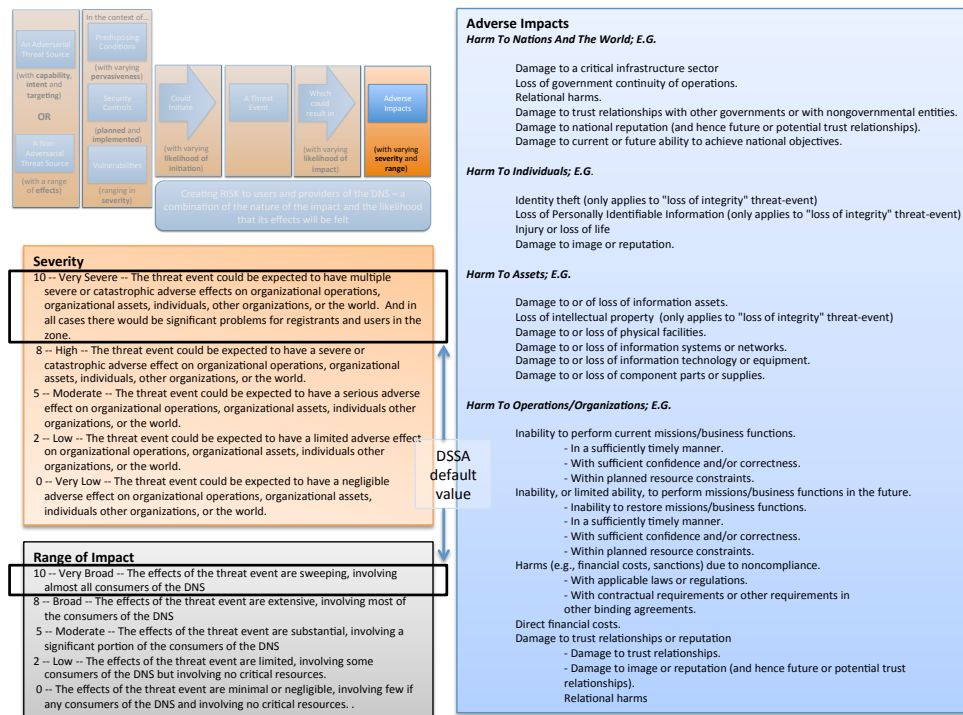 In the context of…
An Adversarial
Threat Source
(with capability,
intent and
targeting)
OR
A Non-
Adversarial
Threat Source
(with a range
of effects)
Predisposing
Conditions
(with varying
pervasiveness)
Security
Controls
(planned and
implemented)
Vulnerabilities
(ranging in
severity)
Could
Initiate
(with varying
likelihood of
initiation)
A Threat
Event
Which
could
result in
(with varying
likelihood of
impact)
Adverse
Impacts
(with varying
severity and
range)
Creating RISK to users and providers of the DNS – a
combination of the nature of the impact and the likelihood
that its effects will be felt
Severity
10 -- Very Severe -- The threat event could be expected to have multiple
severe or catastrophic adverse effects on organizational operations,
organizational assets, individuals, other organizations, or the world. And in
all cases there would be significant problems for registrants and users in the
zone.
8 -- High -- The threat event could be expected to have a severe or
catastrophic adverse effect on organizational operations, organizational
assets, individuals, other organizations, or the world.
5 -- Moderate -- The threat event could be expected to have a serious adverse
effect on organizational operations, organizational assets, individuals other
organizations, or the world.
2 -- Low -- The threat event could be expected to have a limited adverse effect
on organizational operations, organizational assets, individuals other
organizations, or the world.
0 -- Very Low -- The threat event could be expected to have a negligible
adverse effect on organizational operations, organizational assets,
individuals other organizations, or the world.
DSSA
default
value
Range of Impact
10 -- Very Broad -- The effects of the threat event are sweeping, involving
almost all consumers of the DNS
8 -- Broad -- The effects of the threat event are extensive, involving most of
the consumers of the DNS
5 -- Moderate -- The effects of the threat event are substantial, involving a
significant portion of the consumers of the DNS
2 -- Low -- The effects of the threat event are limited, involving some
consumers of the DNS but involving no critical resources.
0 -- The effects of the threat event are minimal or negligible, involving few if
any consumers of the DNS and involving no critical resources. .
Adverse Impacts
Harm To Nations And The World; E.G.
Damage to a critical infrastructure sector
Loss of government continuity of operations.
Relational harms.
Damage to trust relationships with other governments or with nongovernmental entities.
Damage to national reputation (and hence future or potential trust relationships).
Damage to current or future ability to achieve national objectives.
Harm To Individuals; E.G.
Identity theft (only applies to "loss of integrity" threat-event)
Loss of Personally Identifiable Information (only applies to "loss of integrity" threat-event)
Injury or loss of life
Damage to image or reputation.
Harm To Assets; E.G.
Damage to or of loss of information assets.
Loss of intellectual property (only applies to "loss of integrity" threat-event)
Damage to or loss of physical facilities.
Damage to or loss of information systems or networks.
Damage to or loss of information technology or equipment.
Damage to or loss of component parts or supplies.
Harm To Operations/Organizations; E.G.
Inability to perform current missions/business functions.
- In a sufficiently timely manner.
- With sufficient confidence and/or correctness.
- Within planned resource constraints.
Inability, or limited ability, to perform missions/business functions in the future.
- Inability to restore missions/business functions.
- In a sufficiently timely manner.
- With sufficient confidence and/or correctness.
- Within planned resource constraints.
Harms (e.g., financial costs, sanctions) due to noncompliance.
- With applicable laws or regulations.
- With contractual requirements or other requirements in
other binding agreements.
Direct financial costs.
Damage to trust relationships or reputation
- Damage to trust relationships.
- Damage to image or reputation (and hence future or potential trust
relationships).
Relational harms